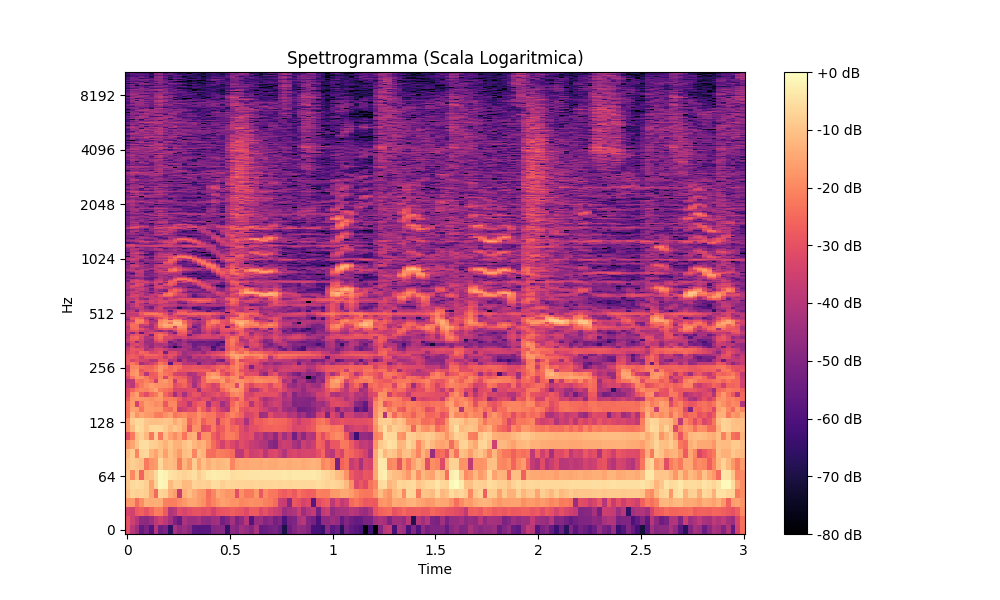 Spettrogramma (Scala Logaritmica)
8192
4096
2048
1024
512
256
128
64
0
Hz
0
0.5
1
1.5
2
2.5
3
Time
+0 dB
-10 dB
-20 dB
-30 dB
-40 dB
-50 dB
-60 dB
-70 dB
-80 dB